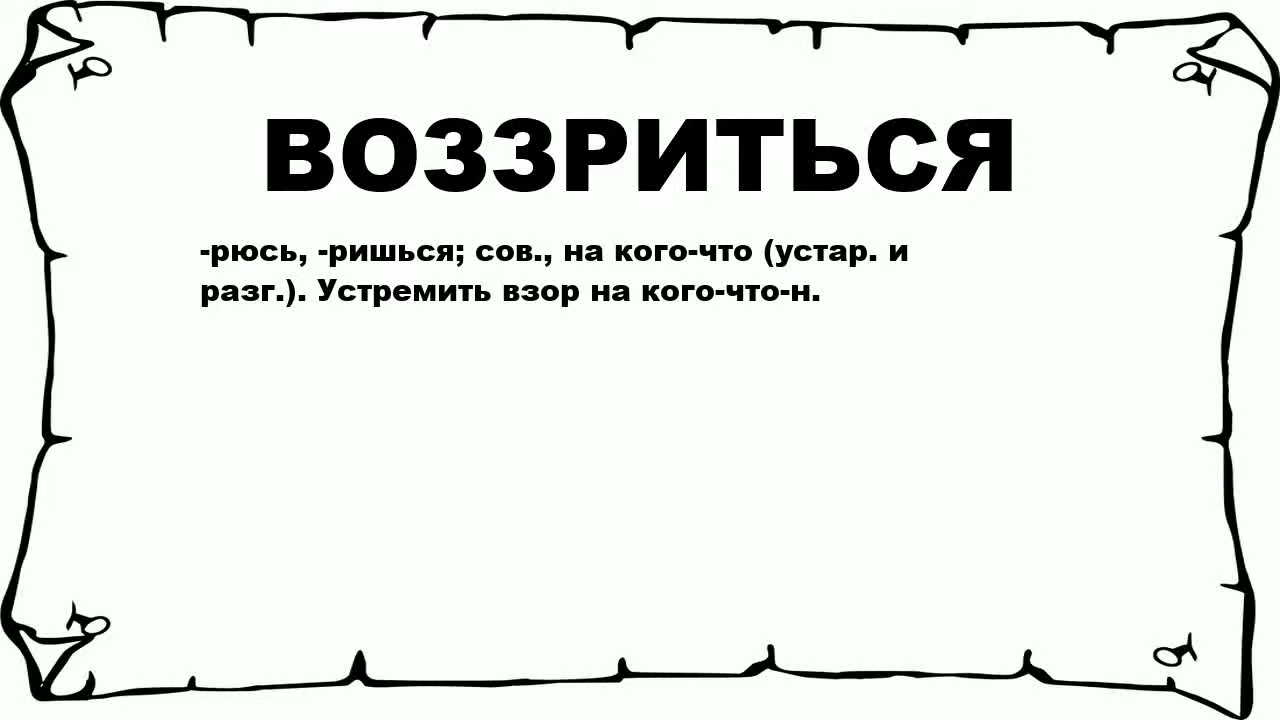 ВОЗЗРИТЬСЯ
-рюсь, -ришься; сов., на кого-что (устар. и
разг.). Устремить взор на кого-что-н.